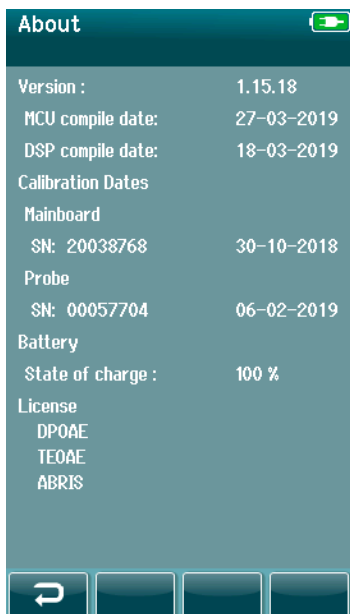 About
Version : 1.15.18
MCU compile date: 27-03-2019
DSP compile date: 18-03-2019
Calibration Dates
Mainboard
SN: 20038768 30-10-2018
Probe
SN: 00057704 06-02-2019
Battery
State of charge : 100 %
License
DPOAE
TEOAE
ABRIS